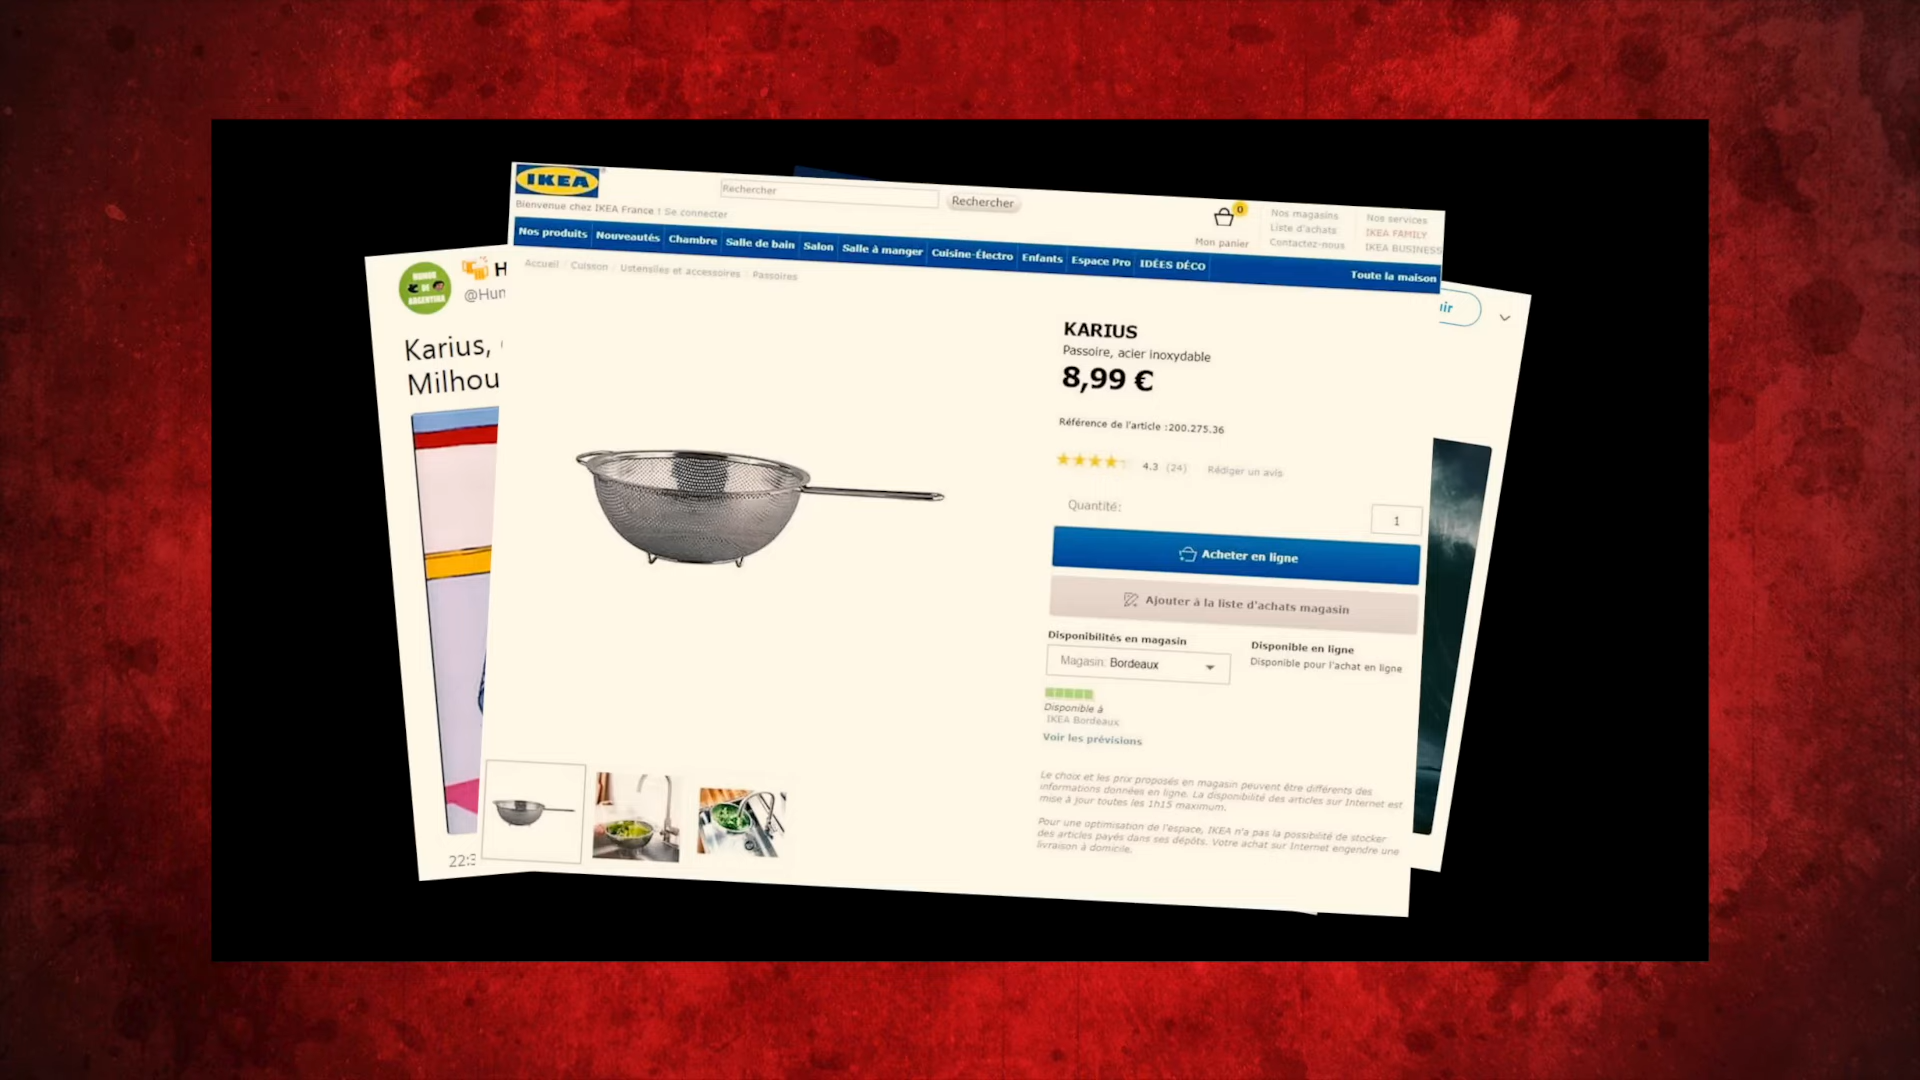 IKEA
Rechercher
Rechercher
0
Mon panier
Nos magasins
Liste d'achats
Contactez-nous
Nos services
IKEA FAMILY
IKEA BUSINESS
Bienvenue chez IKEA France ! Se connecter
Nos produits Nouveautés Chambre Salle de bain Salon Salle à manger Cuisine-Électro Enfants Espace Pro IDÉES DÉCO Toute la maison
Accueil / Cuisson / Ustensiles et accessoires / Passoires
HUMOR
DE
ARGENTINA
H
@Hum
Karius,
Milhou
22:3
ir
KARIUS
Passoire, acier inoxydable
8,99 €
Référence de l'article :200.275.36
4.3 (24) Rédiger un avis
Quantité: 1
Acheter en ligne
Ajouter à la liste d'achats magasin
Disponibilités en magasin
Magasin: Bordeaux
Disponible en ligne
Disponible pour l'achat en ligne
Disponible à
IKEA Bordeaux
Voir les prévisions
Le choix et les prix proposés en magasin peuvent être différents des
informations données en ligne. La disponibilité des articles sur Internet est
mise à jour toutes les 1h15 maximum.
Pour une optimisation de l'espace, IKEA n'a pas la possibilité de stocker
des articles payés dans ses dépôts. Votre achat sur Internet engendre une
livraison à domicile.